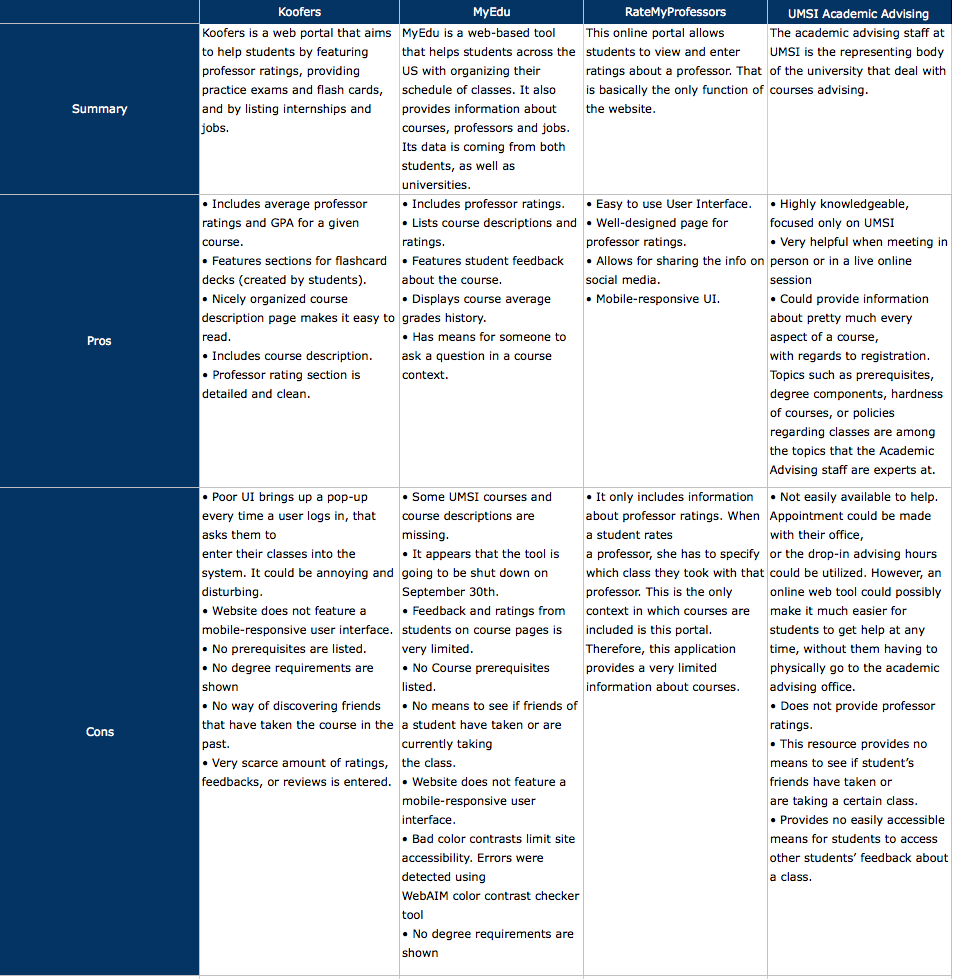 Koofers
MyEdu
RateMyProfessors
UMSI Academic Advising
Summary
Koofers is a web portal that aims
to help students by featuring
professor ratings, providing
practice exams and flash cards,
and by listing internships and
jobs.
MyEdu is a web-based tool
that helps students across the
US with organizing their
schedule of classes. It also
provides information about
courses, professors and jobs.
Its data is coming from both
students, as well as
universities.
This online portal allows
students to view and enter
ratings about a professor. That
is basically the only function of
the website.
The academic advising staff at
UMSI is the representing body
of the university that deal with
courses advising.
Pros
• Includes average professor
ratings and GPA for a given
course.
• Features sections for flashcard
decks (created by students).
• Nicely organized course
description page makes it easy to
read.
• Includes course description.
• Professor rating section is
detailed and clean.
• Includes professor ratings.
• Lists course descriptions and
ratings.
• Features student feedback
about the course.
• Displays course average
grades history.
• Has means for someone to
ask a question in a course
context.
• Easy to use User Interface.
• Well-designed page for
professor ratings.
• Allows for sharing the info on
social media.
• Mobile-responsive UI.
• Highly knowledgeable,
focused only on UMSI
• Very helpful when meeting in
person or in a live online
session
• Could provide information
about pretty much every
aspect of a course,
with regards to registration.
Topics such as prerequisites,
degree components, hardness
of courses, or policies
regarding classes are among
the topics that the Academic
Advising staff are experts at.
Cons
• Poor UI brings up a pop-up
every time a user logs in, that
asks them to
enter their classes into the
system. It could be annoying and
disturbing.
• Website does not feature a
mobile-responsive user interface.
• No prerequisites are listed.
• No degree requirements are
shown
• No way of discovering friends
that have taken the course in the
past.
• Very scarce amount of ratings,
feedbacks, or reviews is entered.
• Some UMSI courses and
course descriptions are
missing.
• It appears that the tool is
going to be shut down on
September 30th.
• Feedback and ratings from
students on course pages is
very limited.
• No Course prerequisites
listed.
• No means to see if friends of
a student have taken or are
currently taking
the class.
• Website does not feature a
mobile-responsive user
interface.
• Bad color contrasts limit site
accessibility. Errors were
detected using
WebAIM color contrast checker
tool
• No degree requirements are
shown
• It only includes information
about professor ratings. When
a student rates
a professor, she has to specify
which class they took with that
professor. This is the only
context in which courses are
included is this portal.
Therefore, this application
provides a very limited
information about courses.
• Not easily available to help.
Appointment could be made
with their office,
or the drop-in advising hours
could be utilized. However, an
online web tool could possibly
make it much easier for
students to get help at any
time, without them having to
physically go to the academic
advising office.
• Does not provide professor
ratings.
• This resource provides no
means to see if student’s
friends have taken or
are taking a certain class.
• Provides no easily accessible
means for students to access
other students’ feedback about
a class.